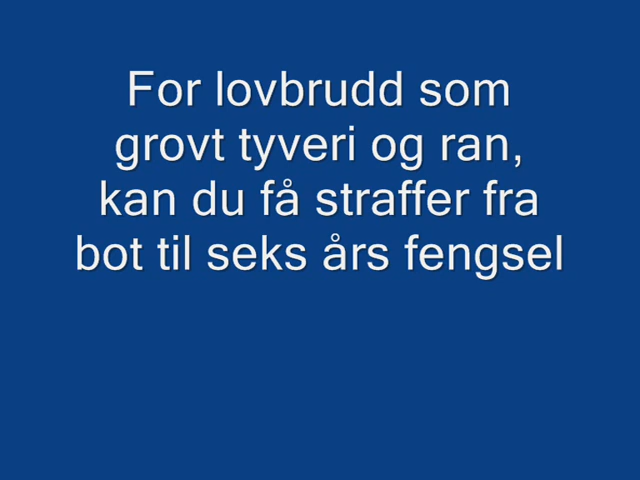 For lovbrudd som
grovt tyveri og ran,
kan du få straffer fra
bot til seks års fengsel